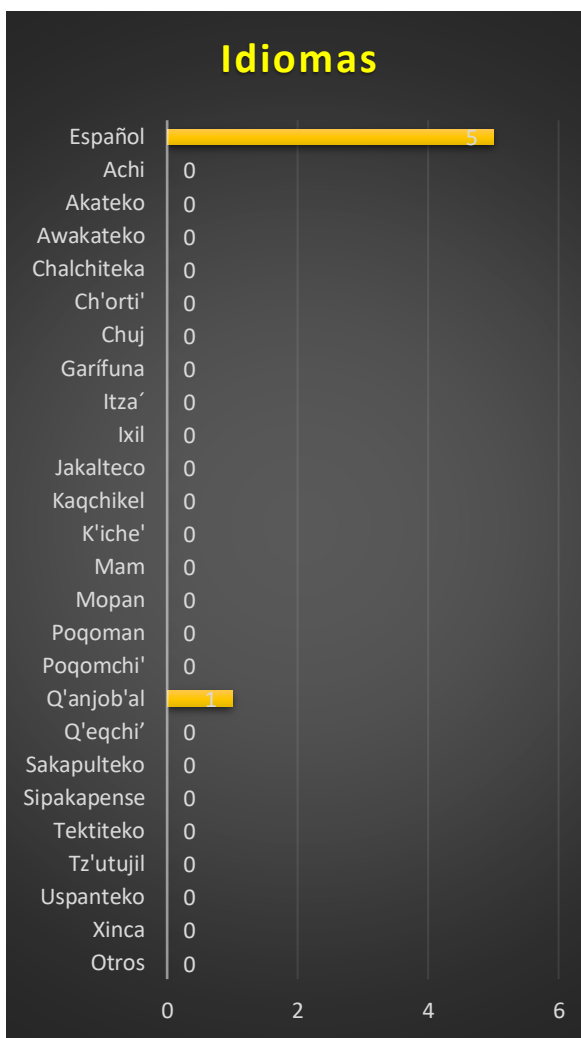 Idiomas
Español 5
Achi 0
Akateko 0
Awakateko 0
Chalchiteka 0
Ch'orti' 0
Chuj 0
Garífuna 0
Itza´ 0
Ixil 0
Jakalteco 0
Kaqchikel 0
K'iche' 0
Mam 0
Mopan 0
Poqoman 0
Poqomchi' 0
Q'anjob'al 1
Q'eqchi’ 0
Sakapulteko 0
Sipakapense 0
Tektiteko 0
Tz'utujil 0
Uspanteko 0
Xinca 0
Otros 0
0 2 4 6